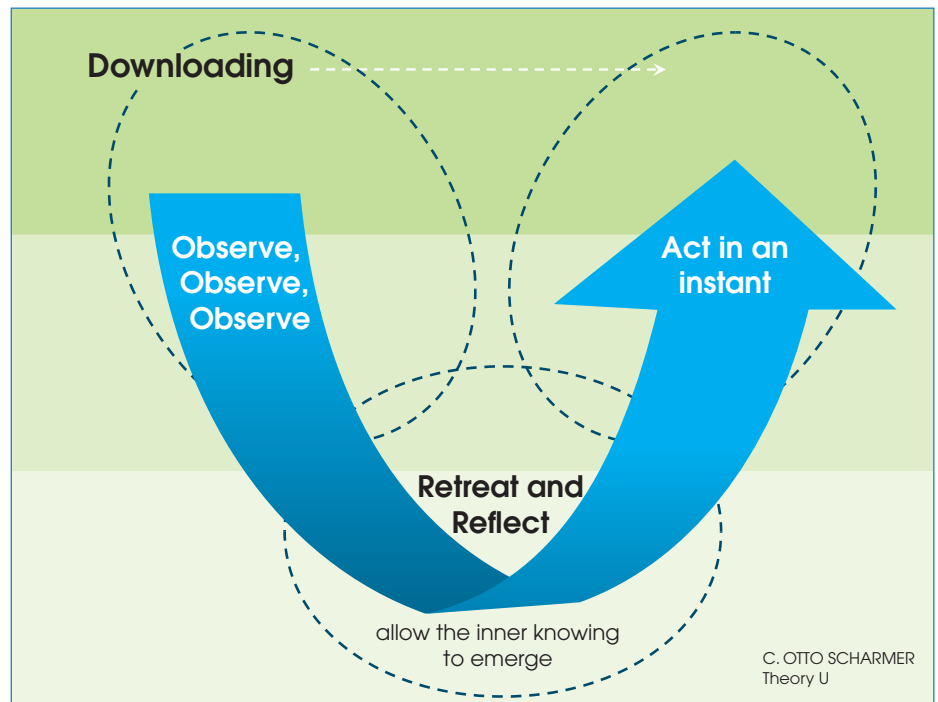 Downloading
Observe,
Observe,
Observe
Act in an
instant
Retreat and
Reflect
allow the inner knowing
to emerge
C. OTTO SCHARMER
Theory U